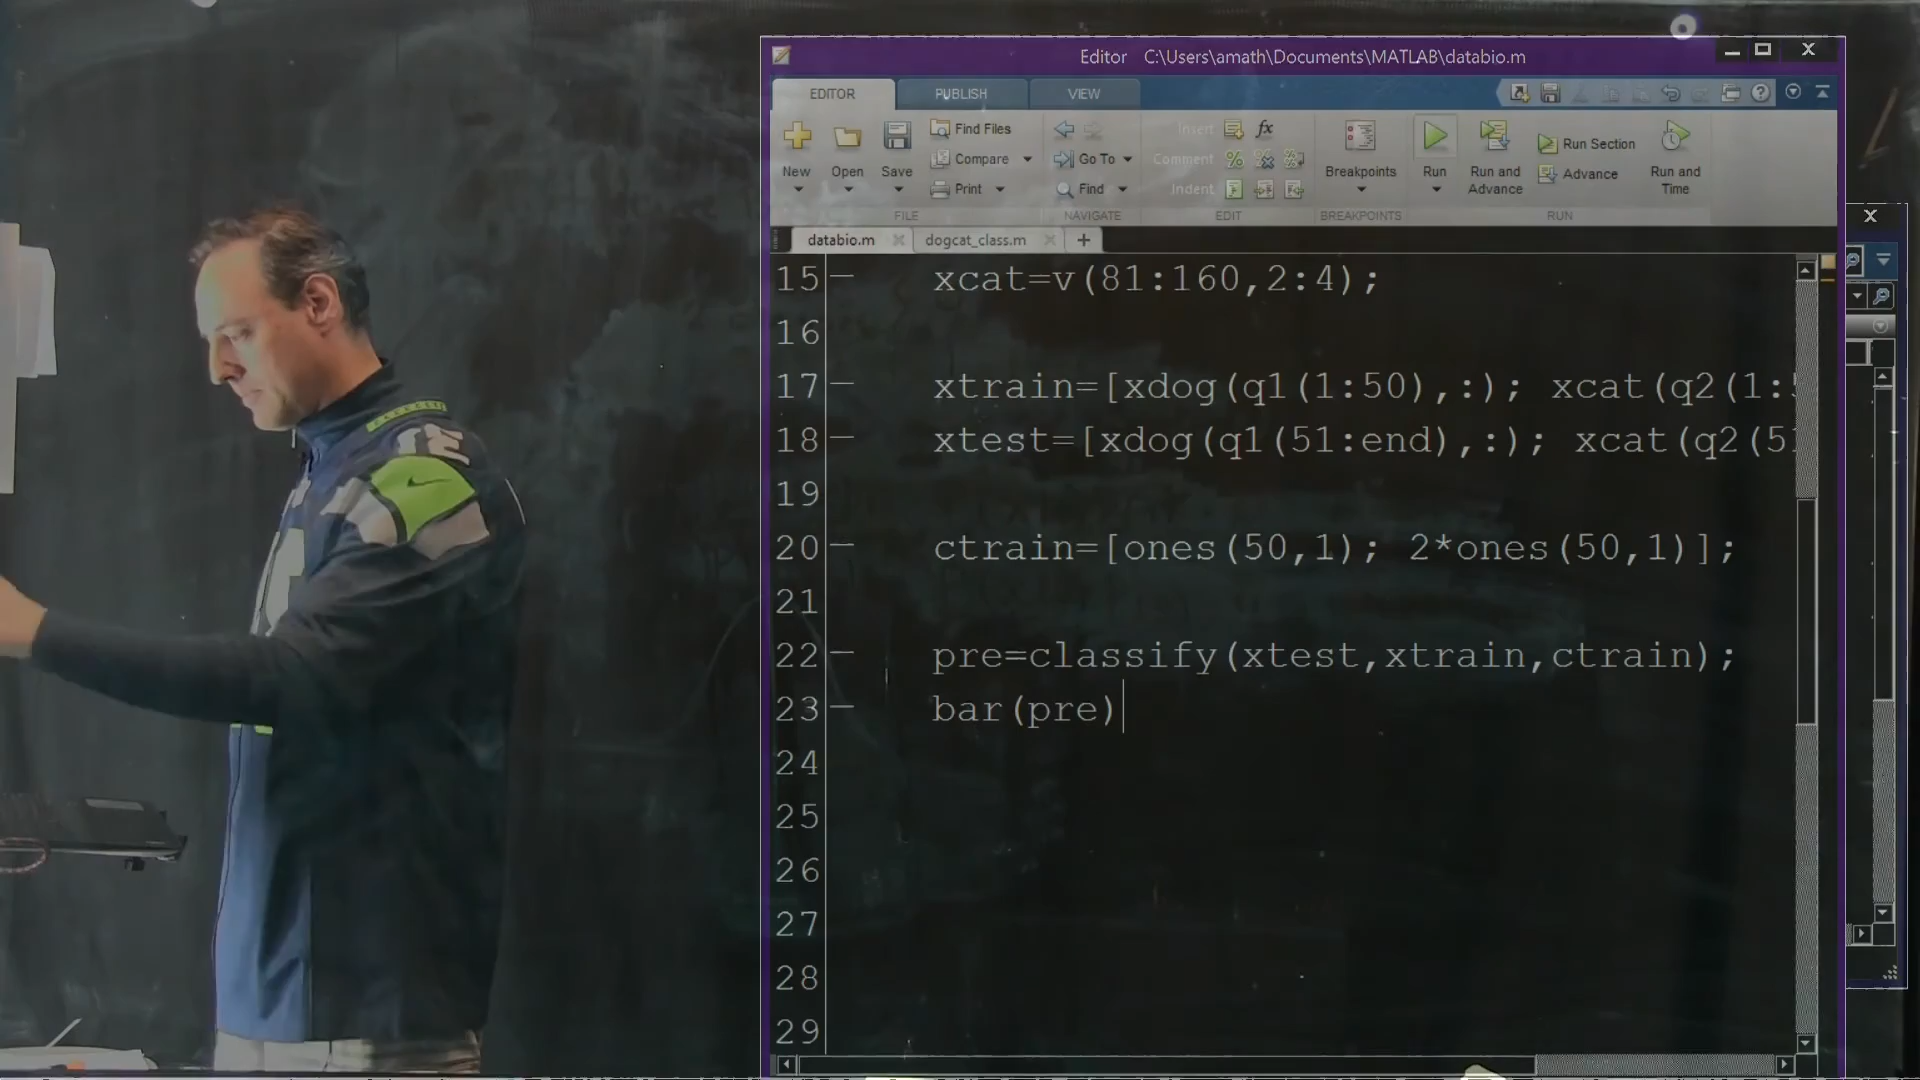 Editor C:\Users\amath\Documents\MATLAB\databio.m
EDITOR PUBLISH VIEW
New Open Save Find Files Compare Print
Go To Find
Insert Comment Indent
Breakpoints
Run Run and Advance Run Section Advance Run and Time
FILE NAVIGATE EDIT BREAKPOINTS RUN
databio.m dogcat_class.m
15 xcat=v(81:160,2:4);
16
17 xtrain=[xdog(q1(1:50),:); xcat(q2(1:5
18 xtest=[xdog(q1(51:end),:); xcat(q2(51
19
20 ctrain=[ones(50,1); 2*ones(50,1)];
21
22 pre=classify(xtest,xtrain,ctrain);
23 bar(pre)
24
25
26
27
28
29